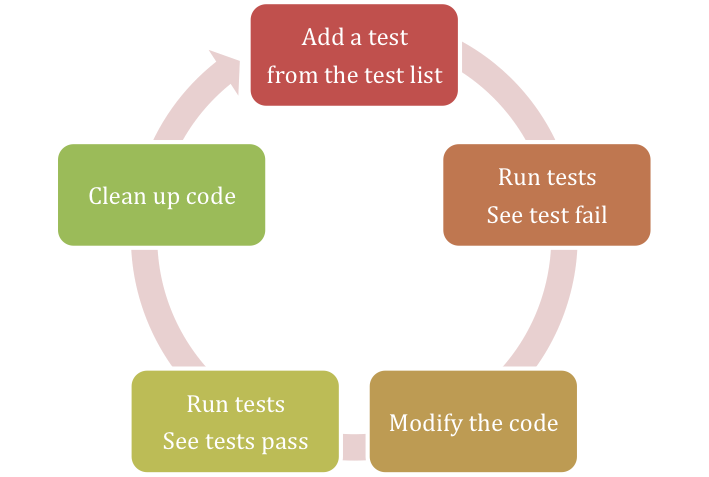 Add a test
from the test list
Run tests
See test fail
Modify the code
Run tests
See tests pass
Clean up code